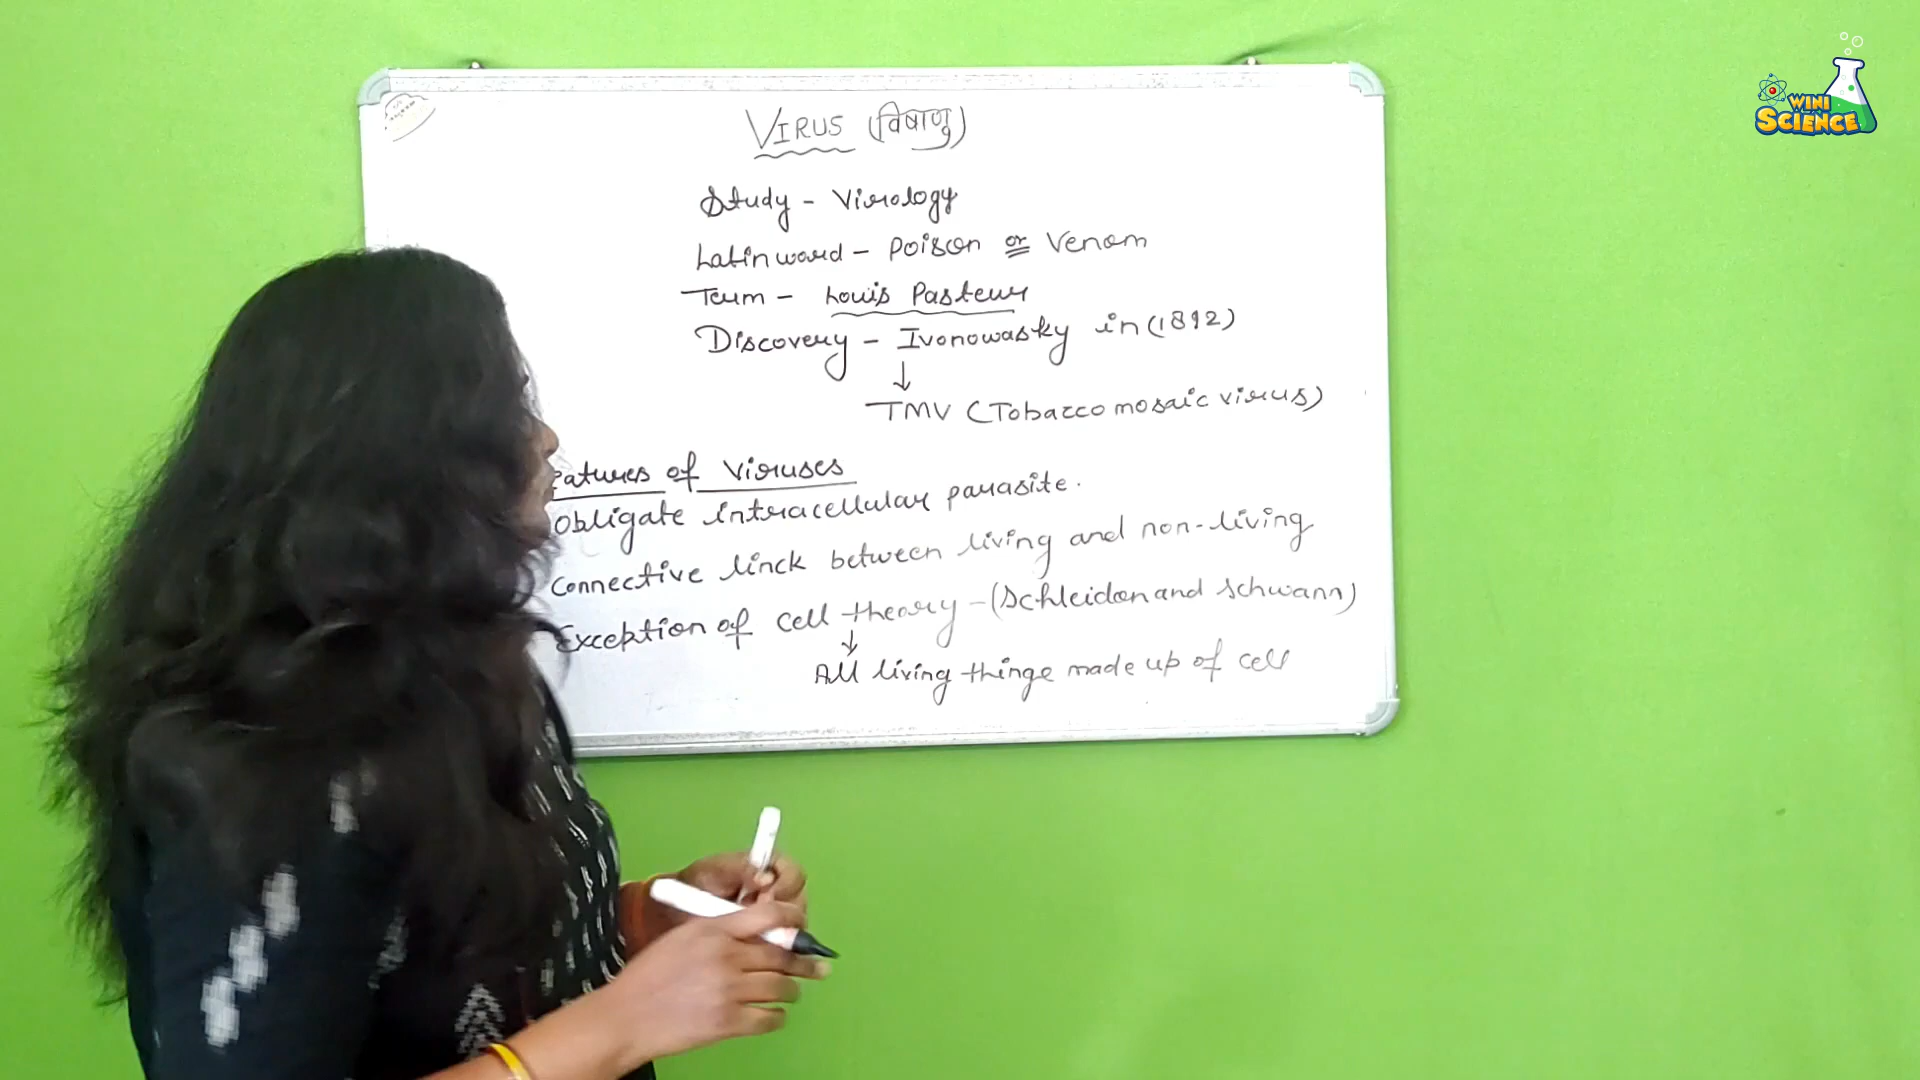 VIRUS (विषाणु)
Study - Virology
Latin word - Poison or Venom
Term - Louis Pasteur
Discovery - Ivonowasky in (1892)
↓
TMV (Tobacco mosaic virus)
eatures of Viruses
Obligate intracellular parasite.
Connective linck between living and non-living
Exception of cell theory - (Schleiden and Schwann)
↓
All living thinge made up of cell
WINI
SCIENCE